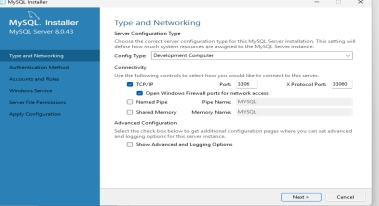 MySQL Installer
MySQL. Installer
MySQL Server 8.0.43
Type and Networking
Authentication Method
Accounts and Roles
Windows Service
Server File Permissions
Apply Configuration
Type and Networking
Server Configuration Type
Choose the correct server configuration type for this MySQL Server installation. This setting will
define how much system resources are assigned to the MySQL Server instance.
Config Type: Development Computer
Connectivity
Use the following controls to select how you would like to connect to this server.
TCP/IP Port: 3306 X Protocol Port: 33060
Open Windows Firewall ports for network access
Named Pipe Pipe Name: MYSQL
Shared Memory Memory Name: MYSQL
Advanced Configuration
Select the check box below to get additional configuration pages where you can set advanced
and logging options for this server instance.
Show Advanced and Logging Options
Next > Cancel